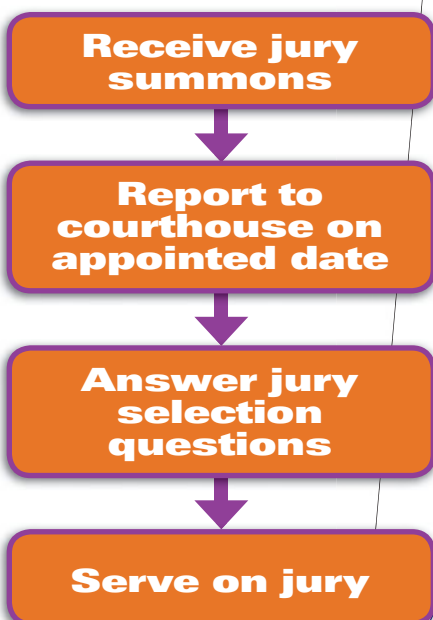 Receive jury
summons
Report to
courthouse on
appointed date
Answer jury
selection
questions
Serve on jury